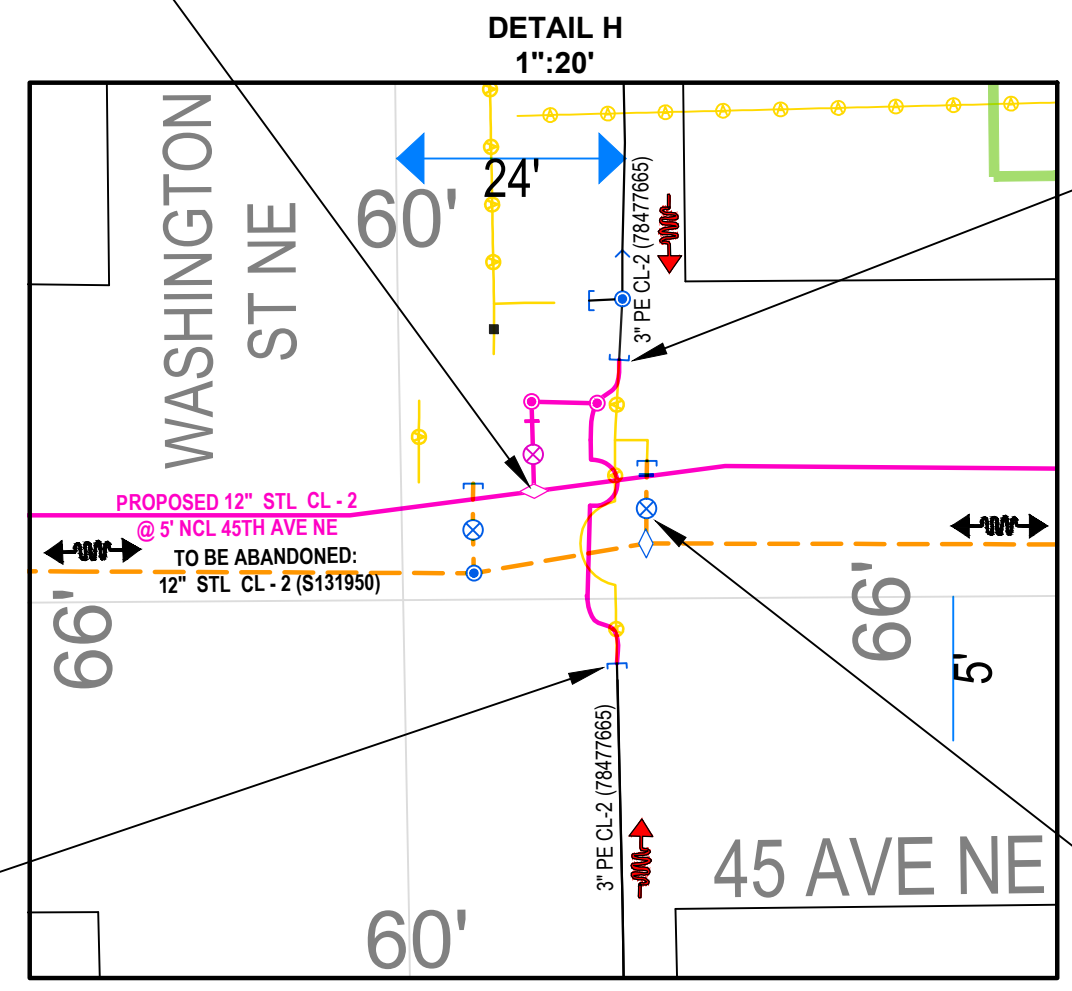 DETAIL H
1":20'
WASHINGTON
ST NE
60'
24'
3" PE CL-2 (78477665)
PROPOSED 12" STL CL - 2
@ 5' NCL 45TH AVE NE
TO BE ABANDONED:
12" STL CL - 2 (S131950)
66'
66'
5'
3" PE CL-2 (78477665)
45 AVE NE
60'